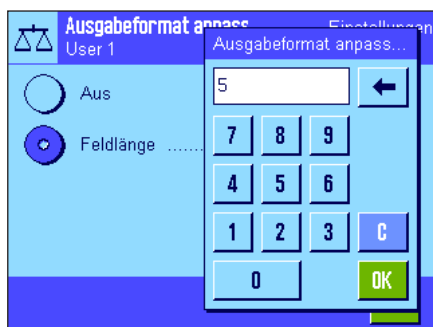 Ausgabeformat anpass
User 1
Aus
Feldlänge ......
Ausgabeformat anpass...
5
7 8 9
4 5 6
1 2 3 C
0 OK